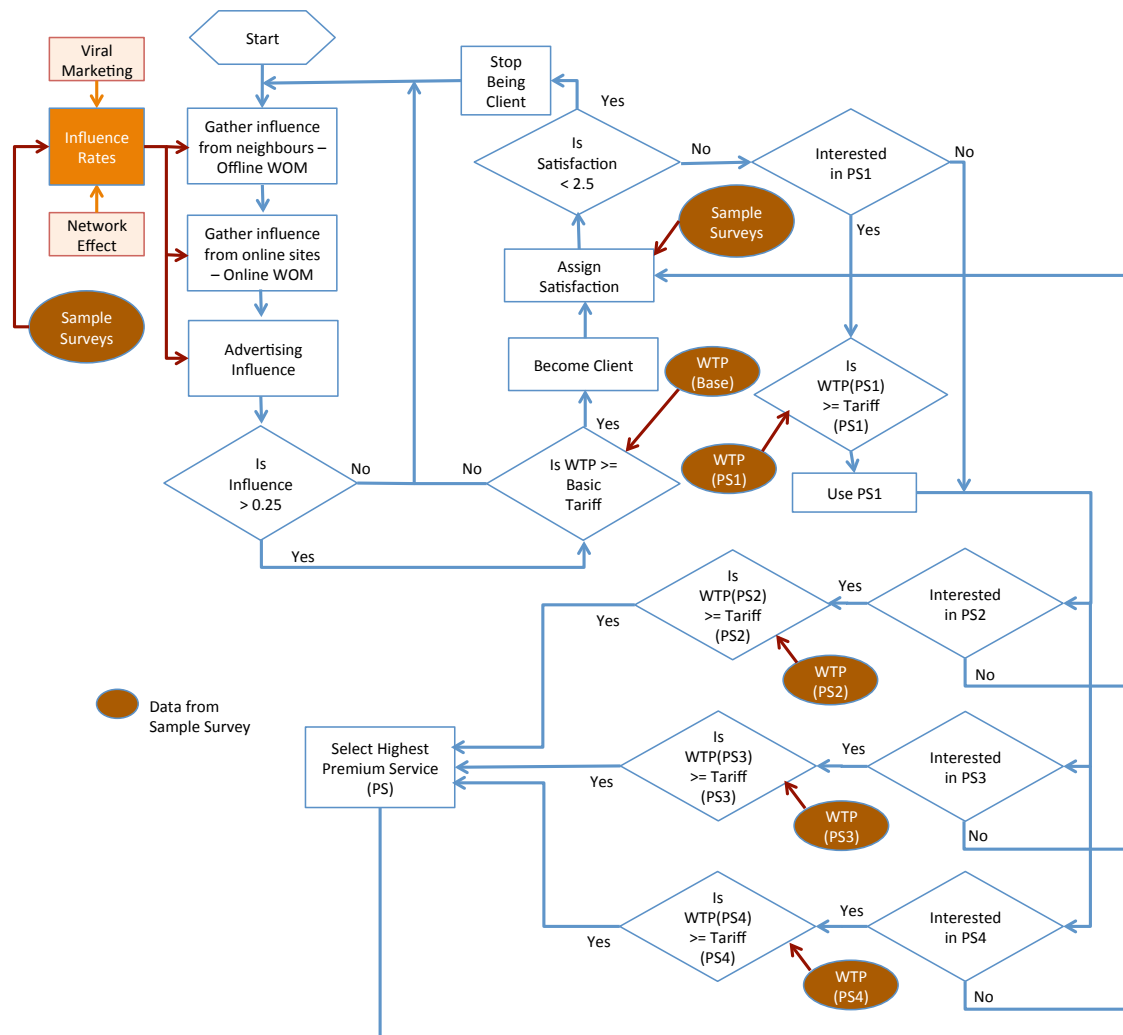 Start
Viral
Marketing
Influence
Rates
Network
Effect
Sample
Surveys
Gather influence
from neighbours –
Offline WOM
Gather influence
from online sites
– Online WOM
Advertising
Influence
Is
Influence
> 0.25
No
Yes
Stop
Being
Client
Yes
Is
Satisfaction
< 2.5
No
Interested
in PS1
No
Yes
Sample
Surveys
Assign
Satisfaction
Become Client
WTP
(Base)
Yes
No
Is WTP >=
Basic
Tariff
Is
WTP(PS1)
>= Tariff
(PS1)
WTP
(PS1)
Use PS1
Is
WTP(PS2)
>= Tariff
(PS2)
Yes
Yes
Interested
in PS2
No
WTP
(PS2)
Data from
Sample Survey
Select Highest
Premium Service
(PS)
Is
WTP(PS3)
>= Tariff
(PS3)
Yes
Yes
Interested
in PS3
No
WTP
(PS3)
Is
WTP(PS4)
>= Tariff
(PS4)
Yes
Yes
Interested
in PS4
No
WTP
(PS4)